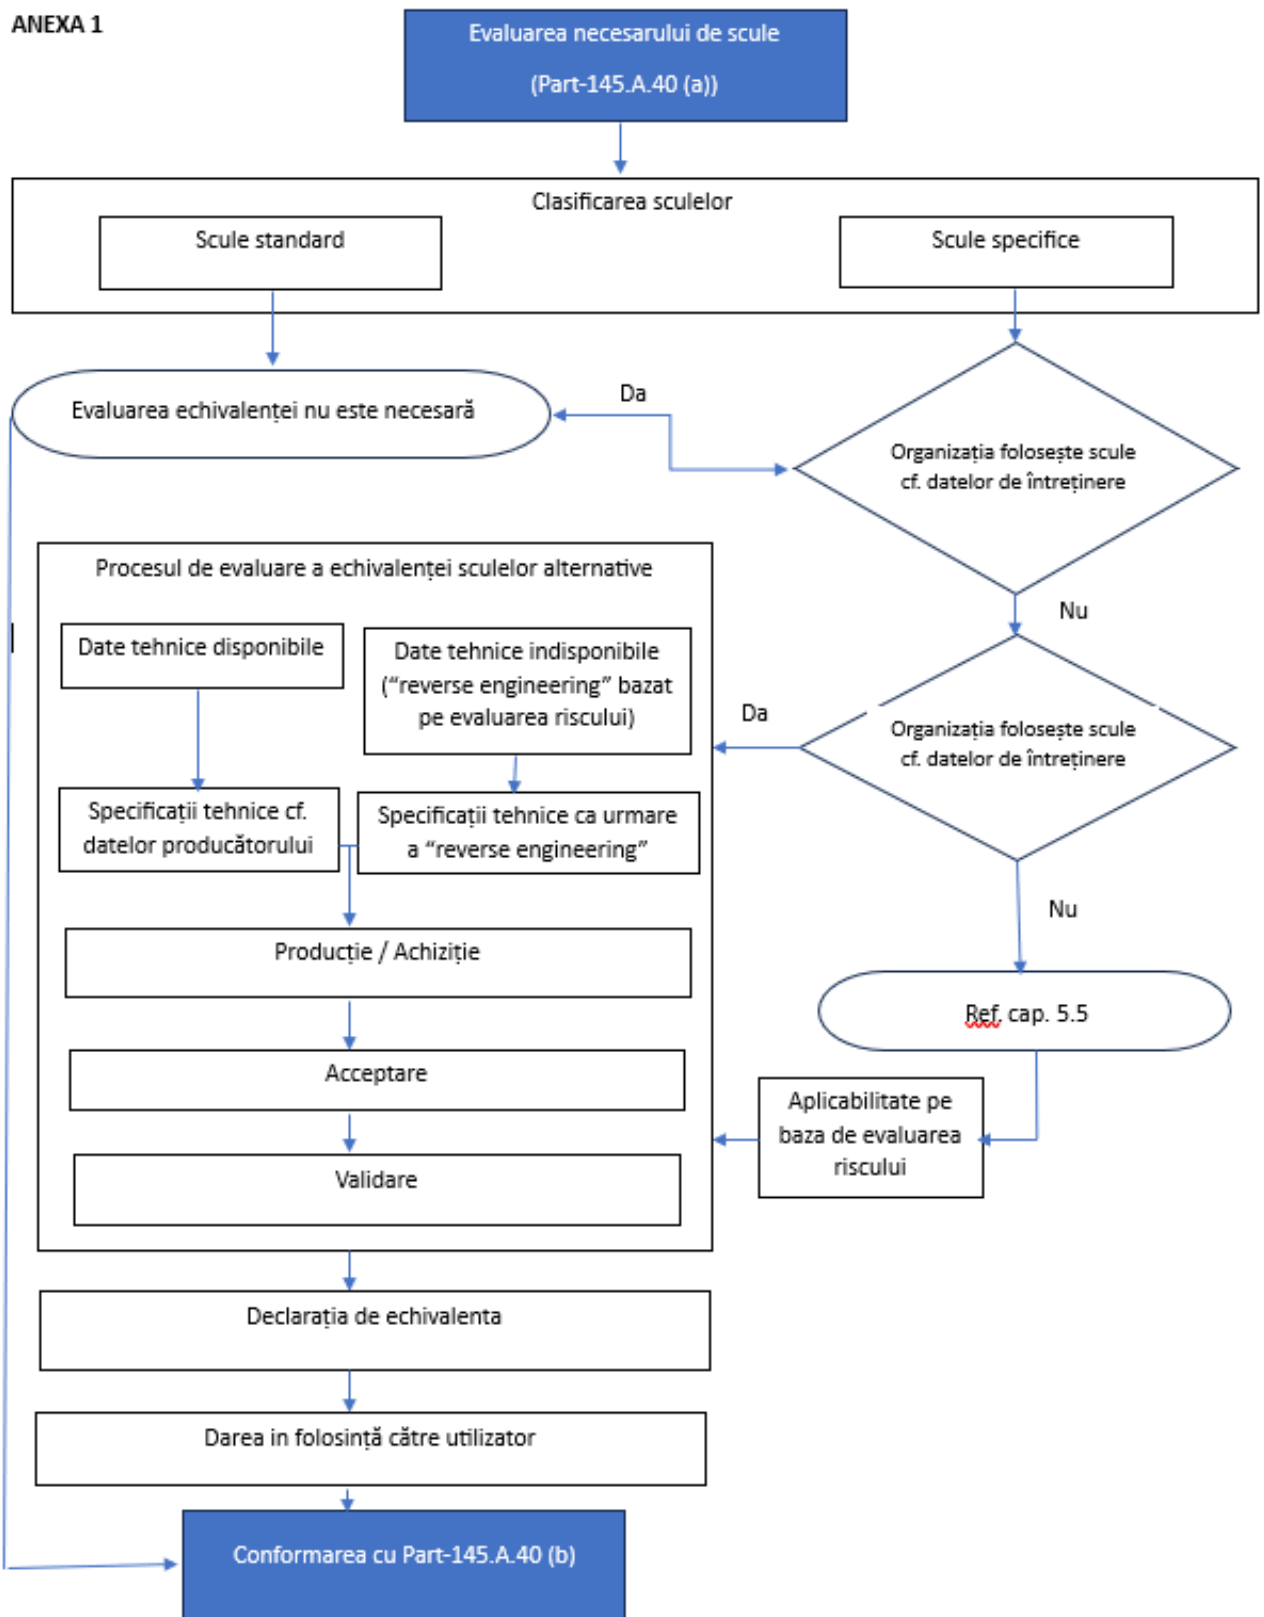 ANEXA 1
Evaluarea necesarului de scule
(Part-145.A.40 (a))
Clasificarea sculelor
Scule standard
Scule specifice
Evaluarea echivalenței nu este necesară
Da
Organizația folosește scule
cf. datelor de întreținere
Nu
Procesul de evaluare a echivalenței sculelor alternative
Date tehnice disponibile
Date tehnice indisponibile
(“reverse engineering” bazat
pe evaluarea riscului)
Da
Organizația folosește scule
cf. datelor de întreținere
Specificații tehnice cf.
datelor producătorului
Specificații tehnice ca urmare
a “reverse engineering”
Nu
Producție / Achiziție
Ref. cap. 5.5
Acceptare
Aplicabilitate pe
baza de evaluarea
riscului
Validare
Declarația de echivalenta
Darea in folosință către utilizator
Conformarea cu Part-145.A.40 (b)